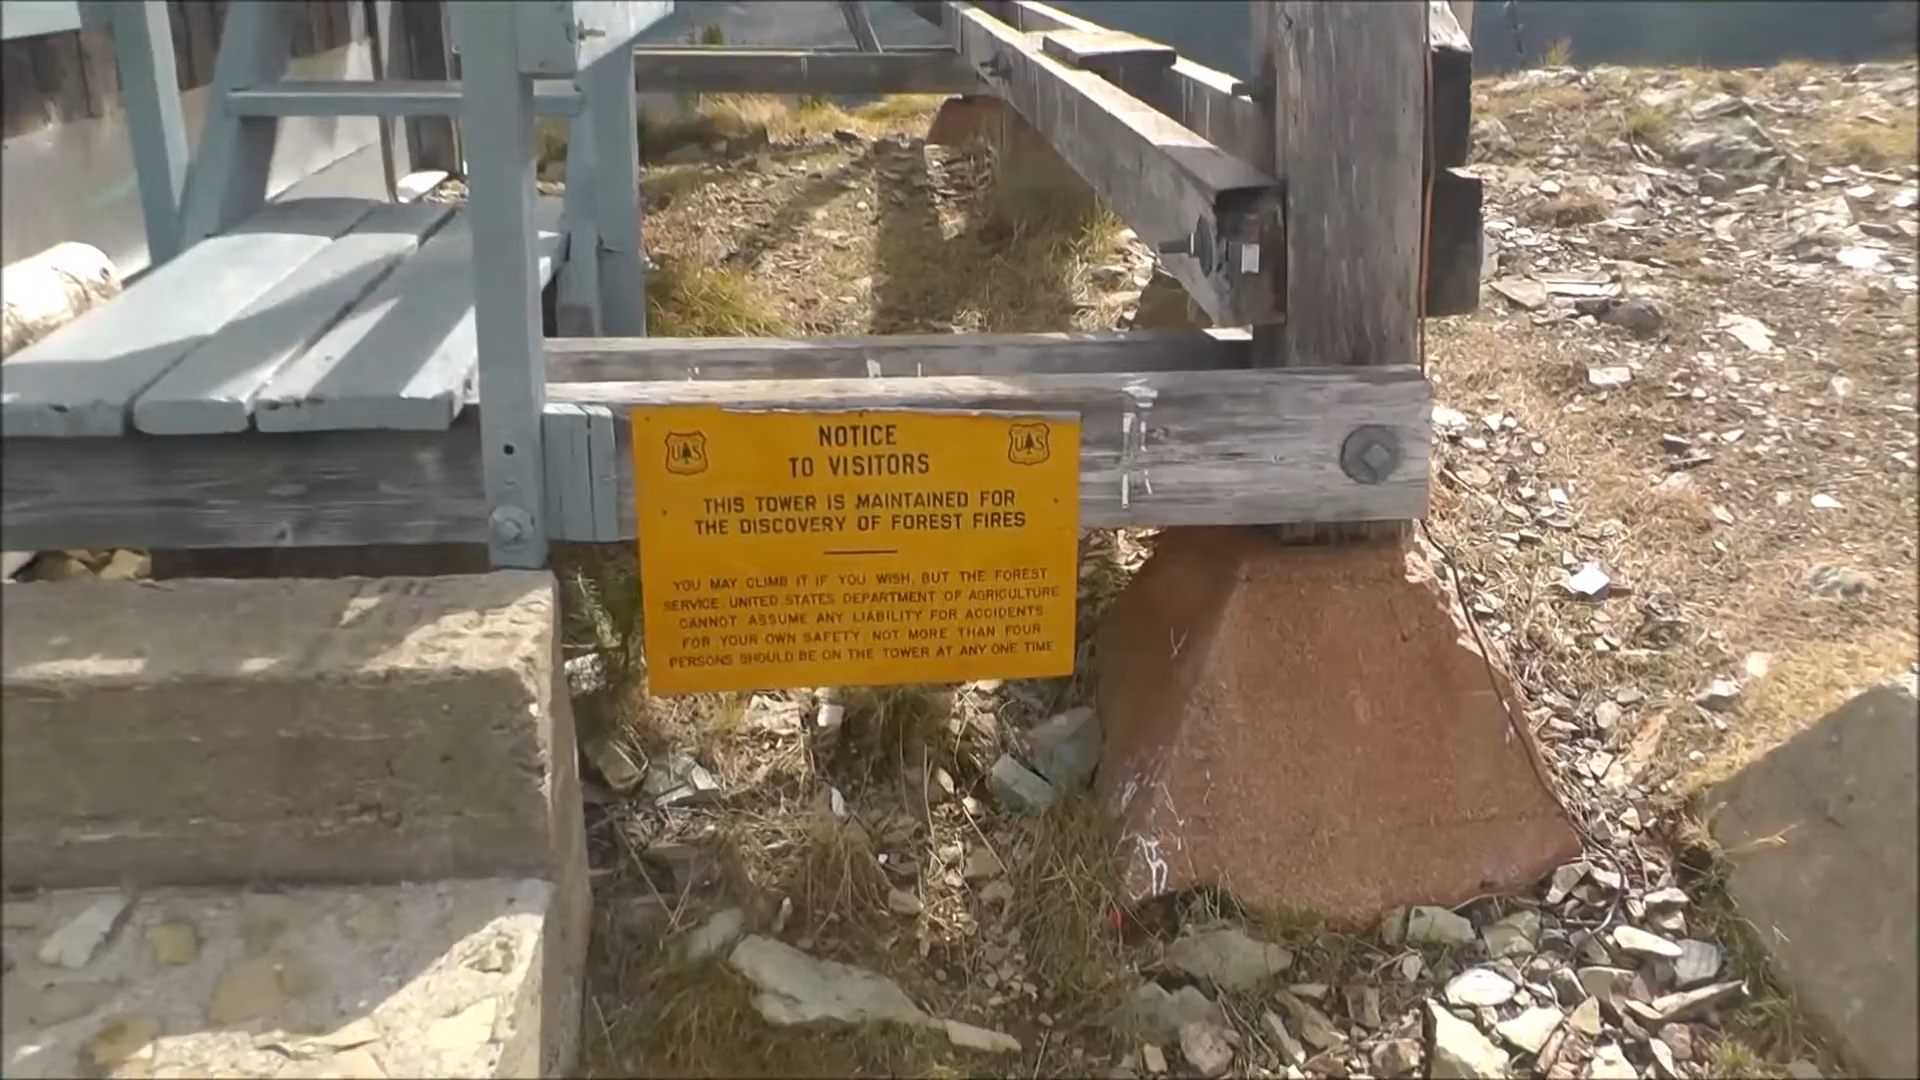 US
US
NOTICE
TO VISITORS
THIS TOWER IS MAINTAINED FOR
THE DISCOVERY OF FOREST FIRES
YOU MAY CLIMB IT IF YOU WISH, BUT THE FOREST
SERVICE, UNITED STATES DEPARTMENT OF AGRICULTURE
CANNOT ASSUME ANY LIABILITY FOR ACCIDENTS
FOR YOUR OWN SAFETY NOT MORE THAN FOUR
PERSONS SHOULD BE ON THE TOWER AT ANY ONE TIME